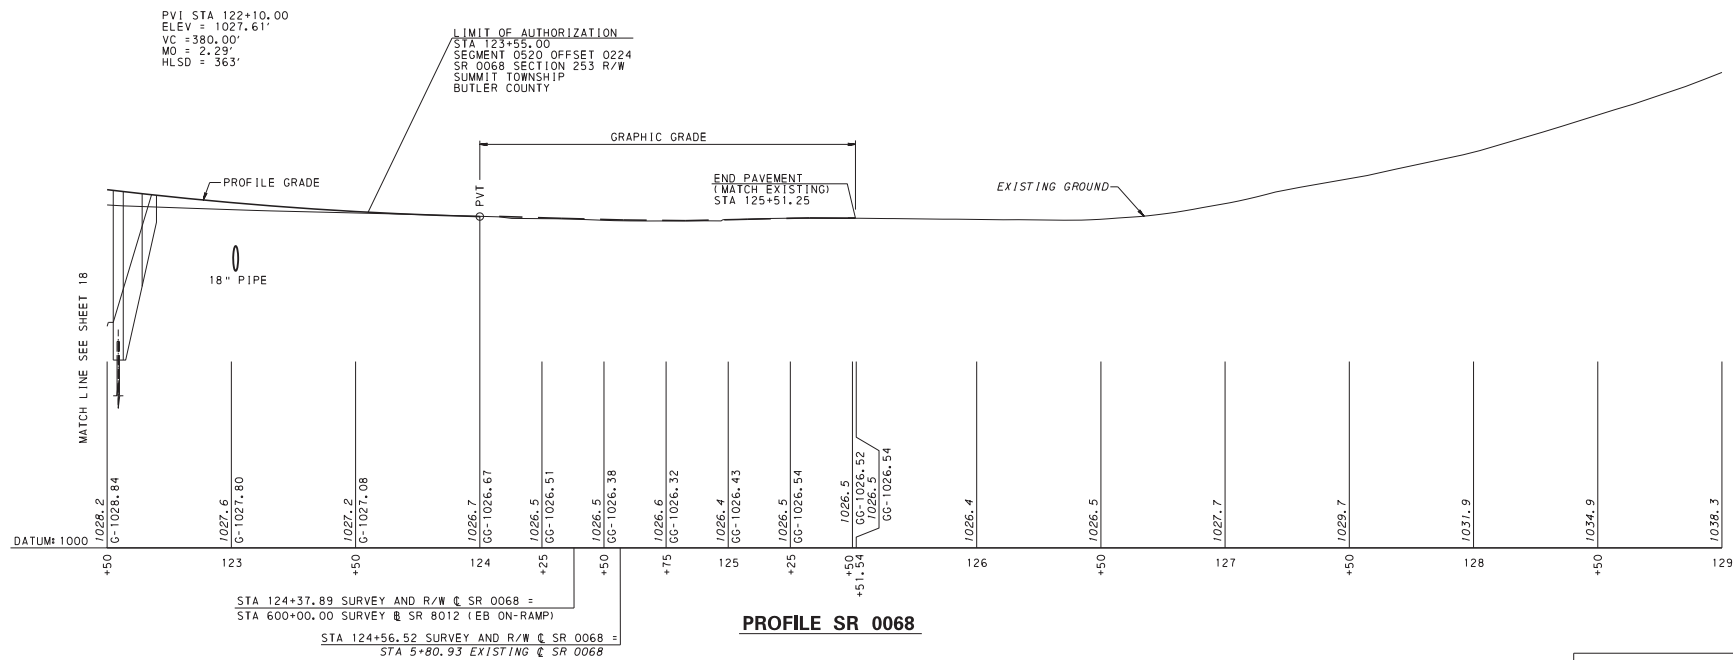 PVI STA 122+10.00
ELEV = 1027.61'
VC =380.00'
MO = 2.29'
HLSD = 363'
LIMIT OF AUTHORIZATION
STA 123+55.00
SEGMENT 0520 OFFSET 0224
SR 0068 SECTION 253 R/W
SUMMIT TOWNSHIP
BUTLER COUNTY
GRAPHIC GRADE
PROFILE GRADE
PVT
END PAVEMENT
(MATCH EXISTING)
STA 125+51.25
EXISTING GROUND
18" PIPE
MATCH LINE SEE SHEET 18
1028.2
G-1028.84
1027.6
G-1027.80
1027.2
G-1027.08
1026.7
GG-1026.67
1026.5
GG-1026.51
1026.5
GG-1026.38
1026.6
GG-1026.32
1026.4
GG-1026.43
1026.5
GG-1026.54
1026.5
GG-1026.52
1026.5
GG-1026.54
1026.4
1026.5
1027.7
1029.7
1031.9
1034.9
1038.3
DATUM: 1000
+50
123
+50
124
+25
+50
+75
125
+25
+50
+51.54
126
+50
127
+50
128
+50
129
STA 124+37.89 SURVEY AND R/W ℄ SR 0068 =
STA 600+00.00 SURVEY B SR 8012 (EB ON-RAMP)
STA 124+56.52 SURVEY AND R/W ℄ SR 0068 =
STA 5+80.93 EXISTING ℄ SR 0068
PROFILE SR 0068